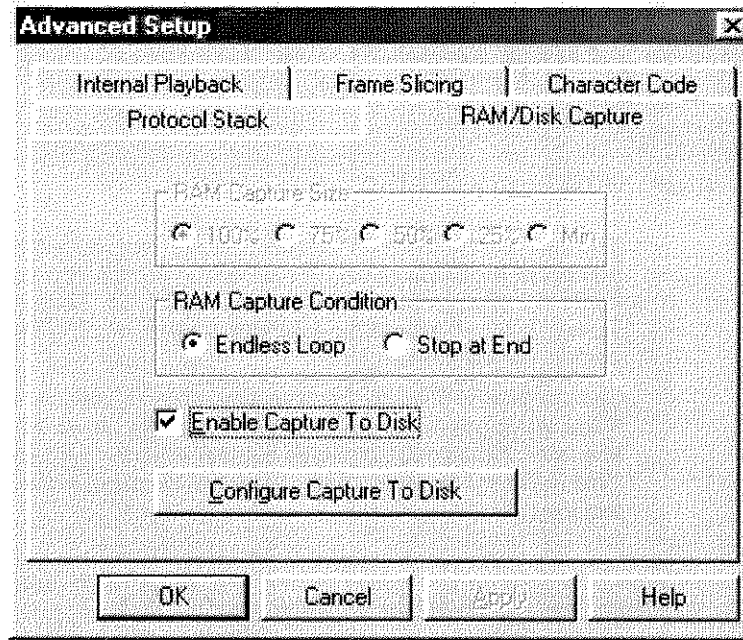 Advanced Setup
Internal Playback Frame Slicing Character Code
Protocol Stack RAM/Disk Capture
RAM Capture Size
100% 75% 50% 25% Min
RAM Capture Condition
Endless Loop Stop at End
Enable Capture To Disk
Configure Capture To Disk
OK Cancel Apply Help